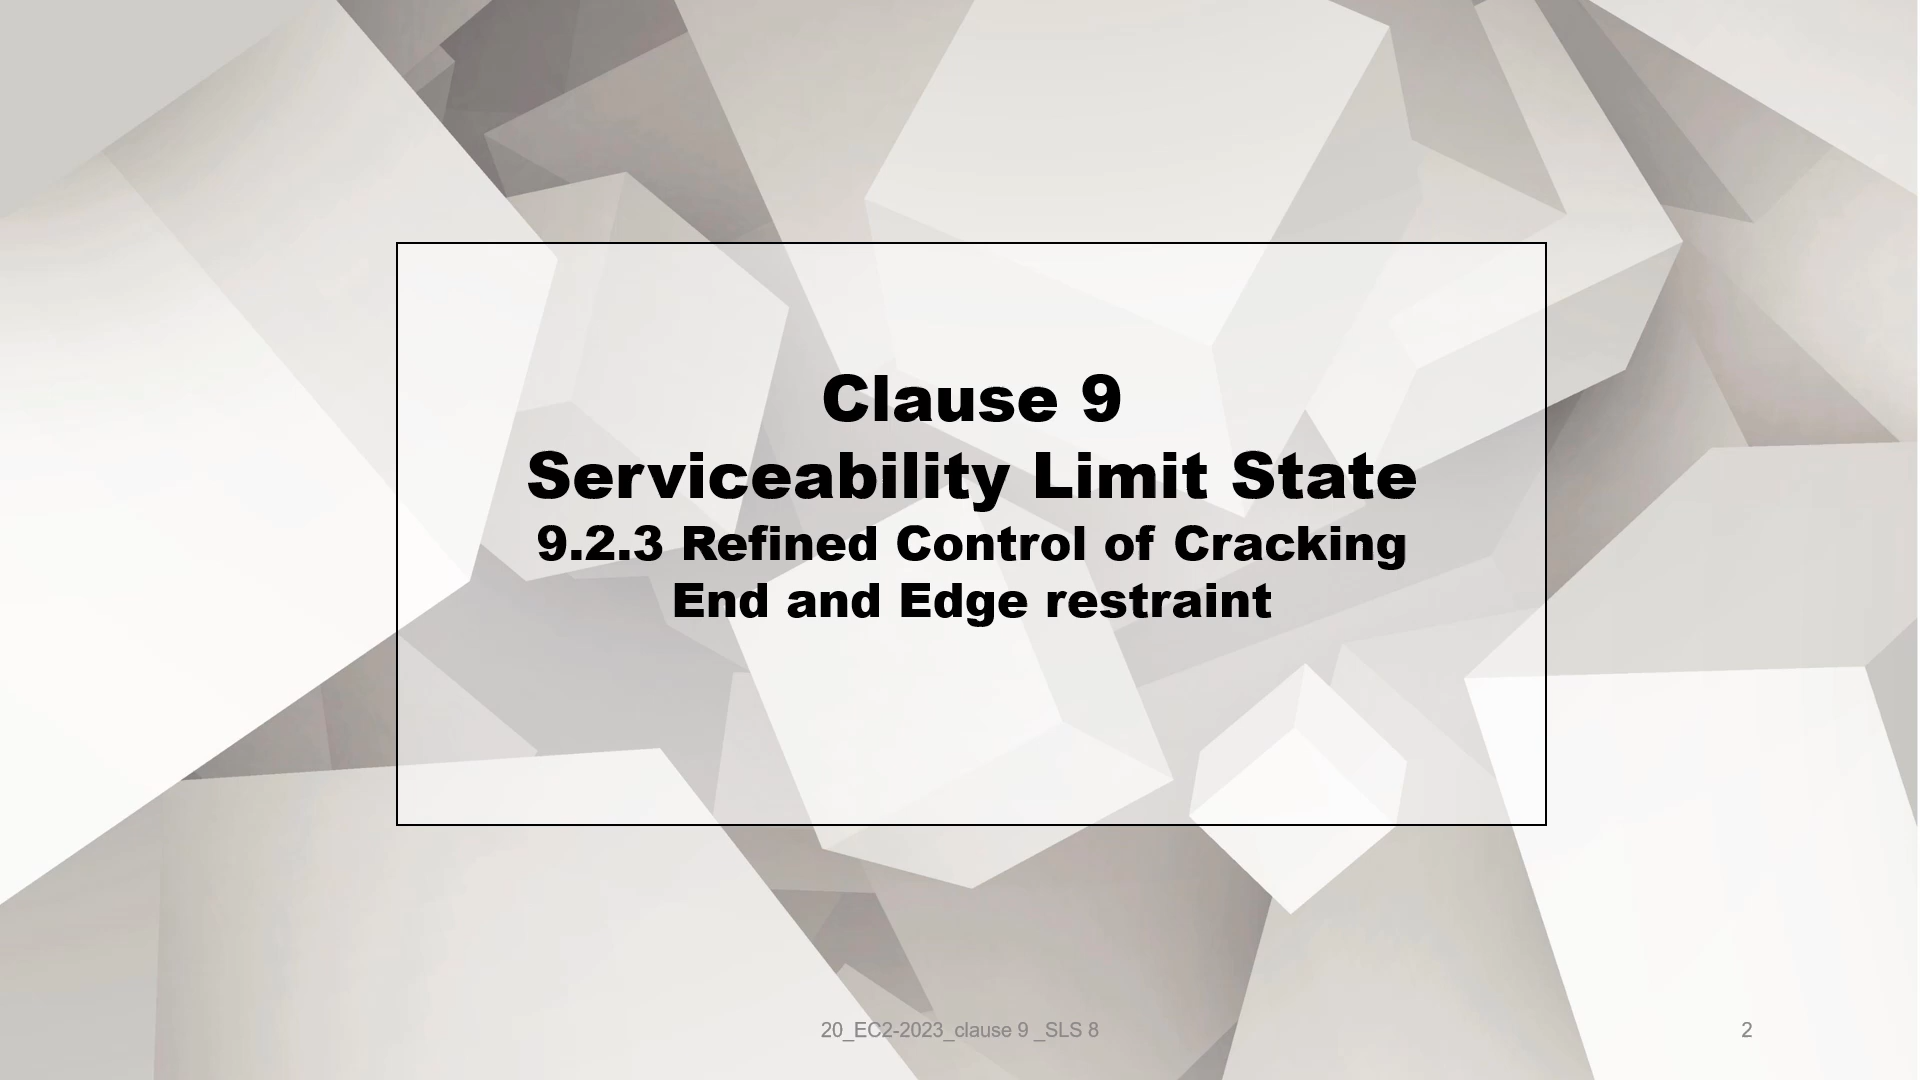 Clause 9
Serviceability Limit State
9.2.3 Refined Control of Cracking
End and Edge restraint
20_EC2-2023_clause 9 _SLS 8
2